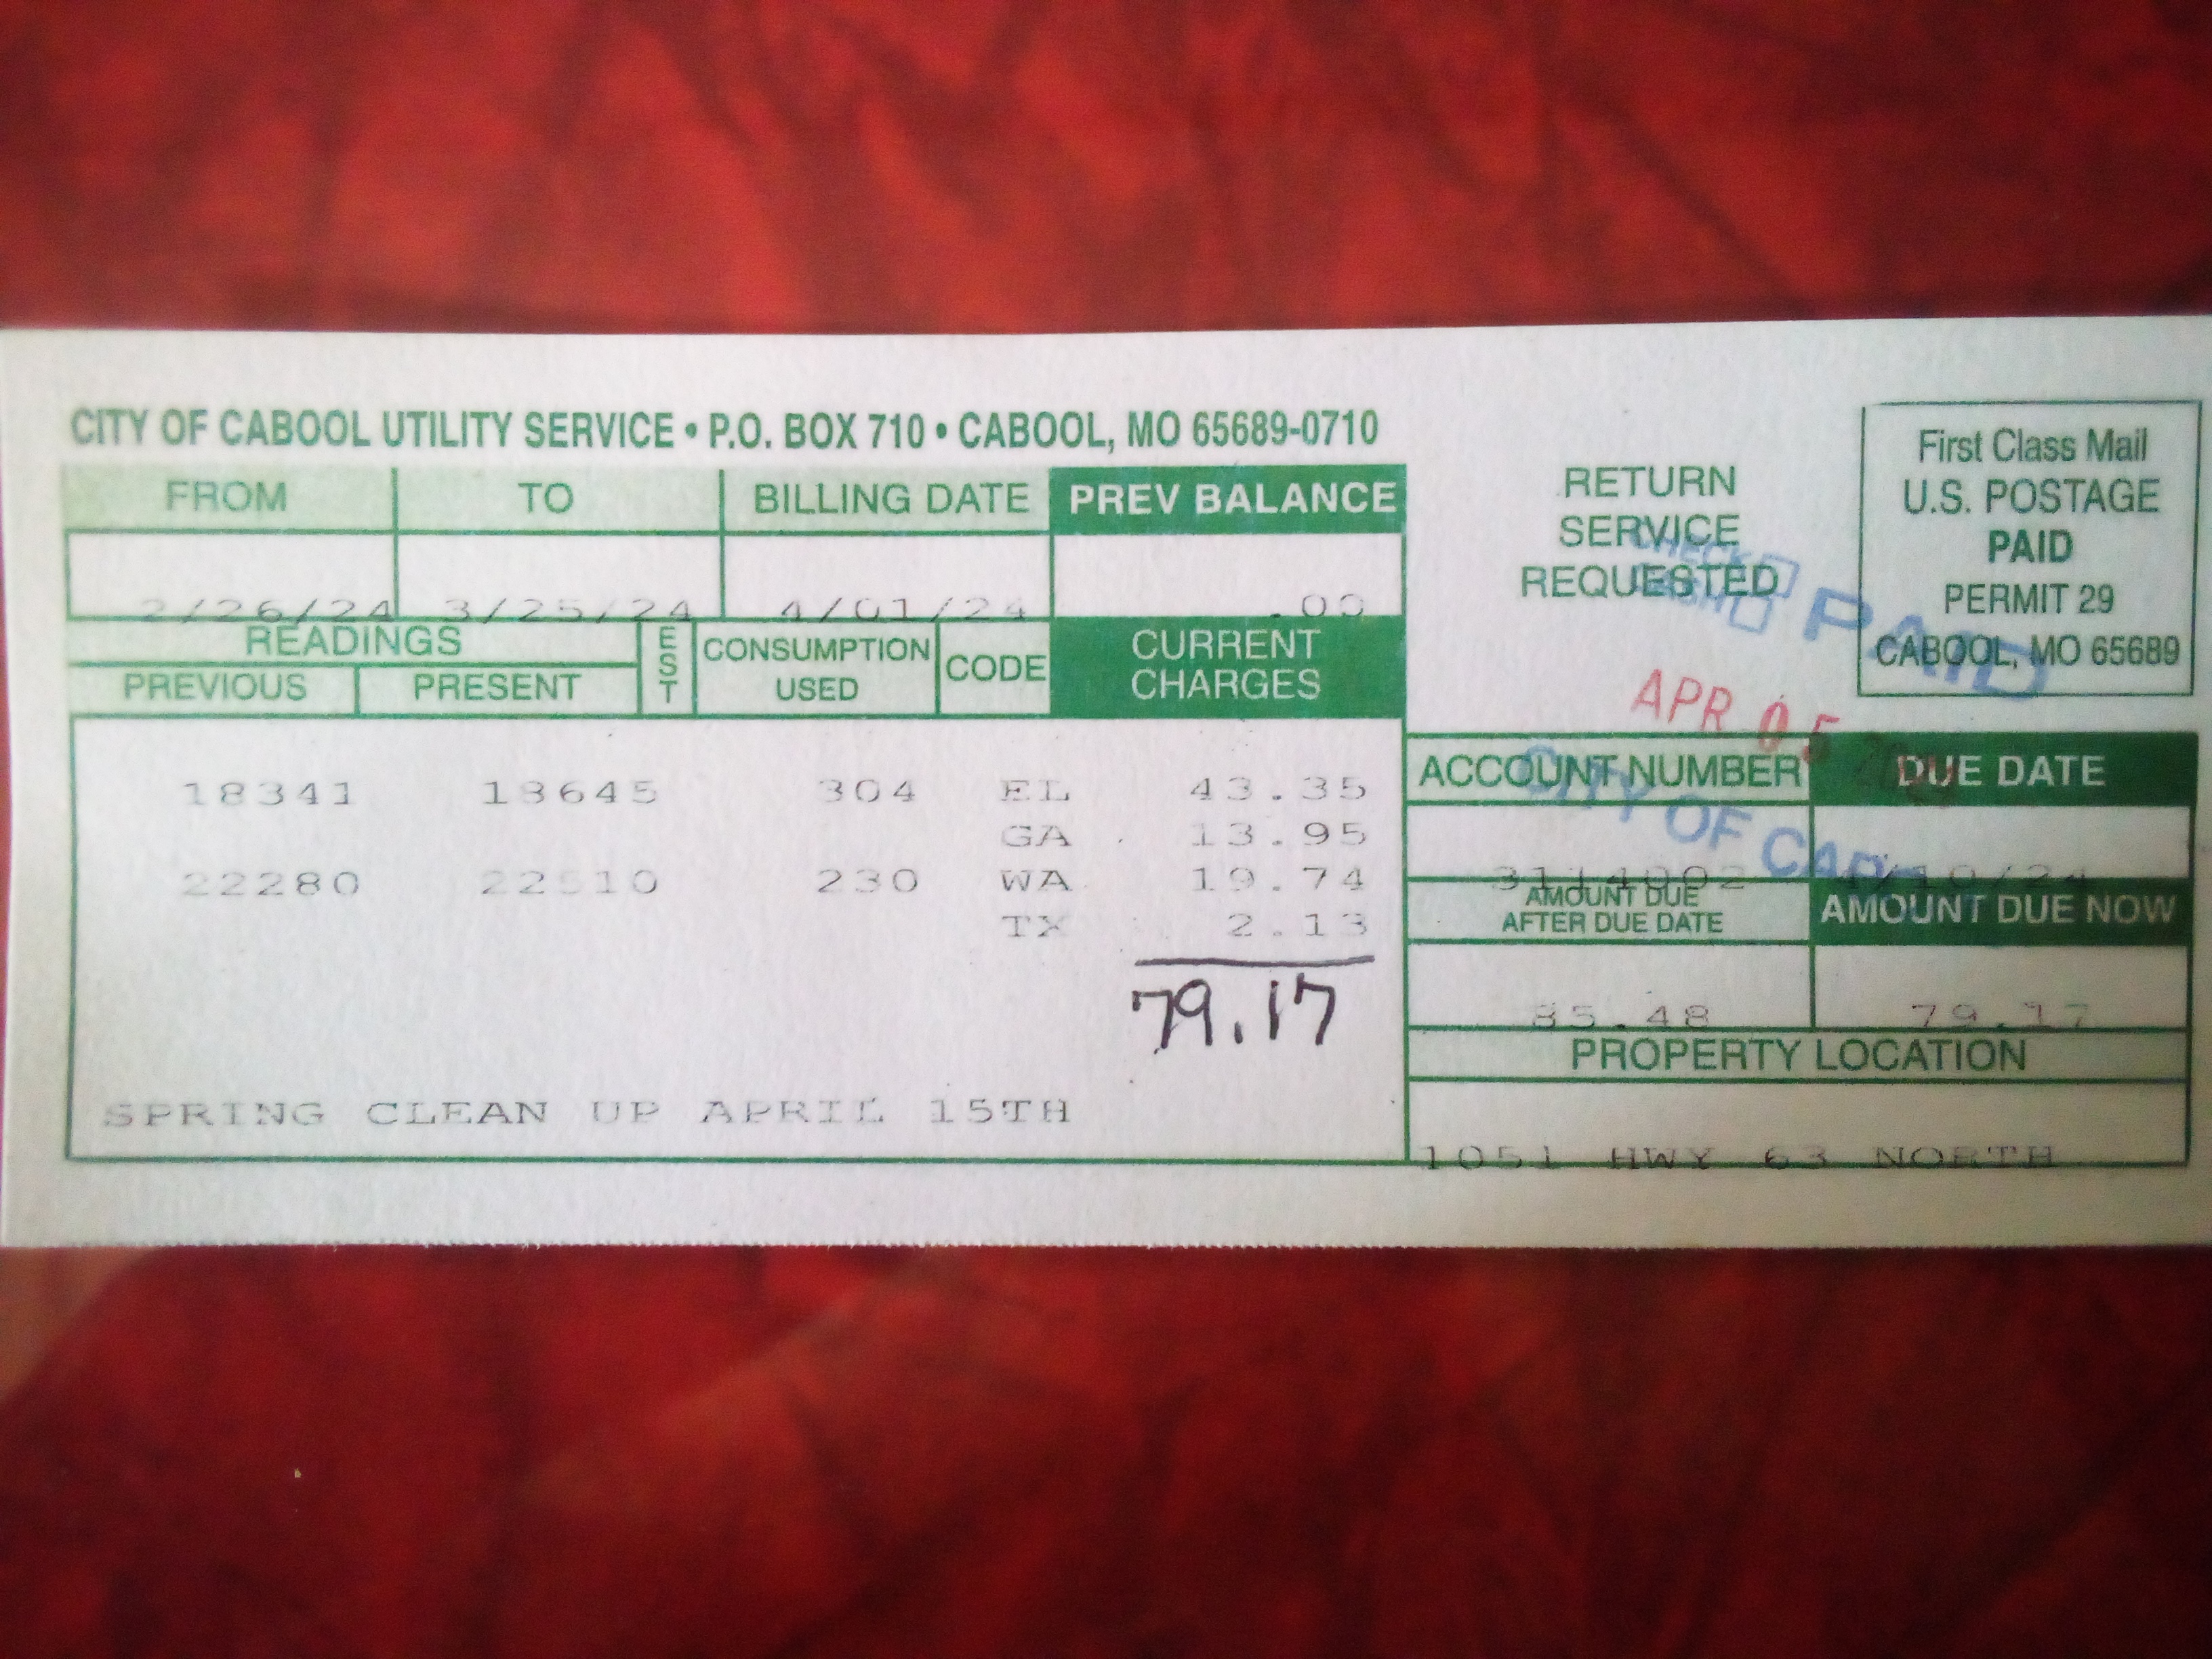 CITY OF CABOOL UTILITY SERVICE • P.O. BOX 710 • CABOOL, MO 65689-0710
FROM TO BILLING DATE PREV BALANCE
2/26/24 3/25/24 4/01/24 .00
READINGS EST CONSUMPTION USED CODE CURRENT CHARGES
PREVIOUS PRESENT
18341 18645 304 EL 43.35
GA 13.95
22280 22510 230 WA 19.74
TX 2.13
79.17
SPRING CLEAN UP APRIL 15TH
RETURN
SERVICE
REQUESTED
First Class Mail
U.S. POSTAGE
PAID
PERMIT 29
CABOOL, MO 65689
CHECK
PAID
APR 05
CITY OF
ACCOUNT NUMBER DUE DATE
/10/24
AMOUNT DUE
AFTER DUE DATE
AMOUNT DUE NOW
85.48 79.17
PROPERTY LOCATION
1051 HWY 63 NORTH